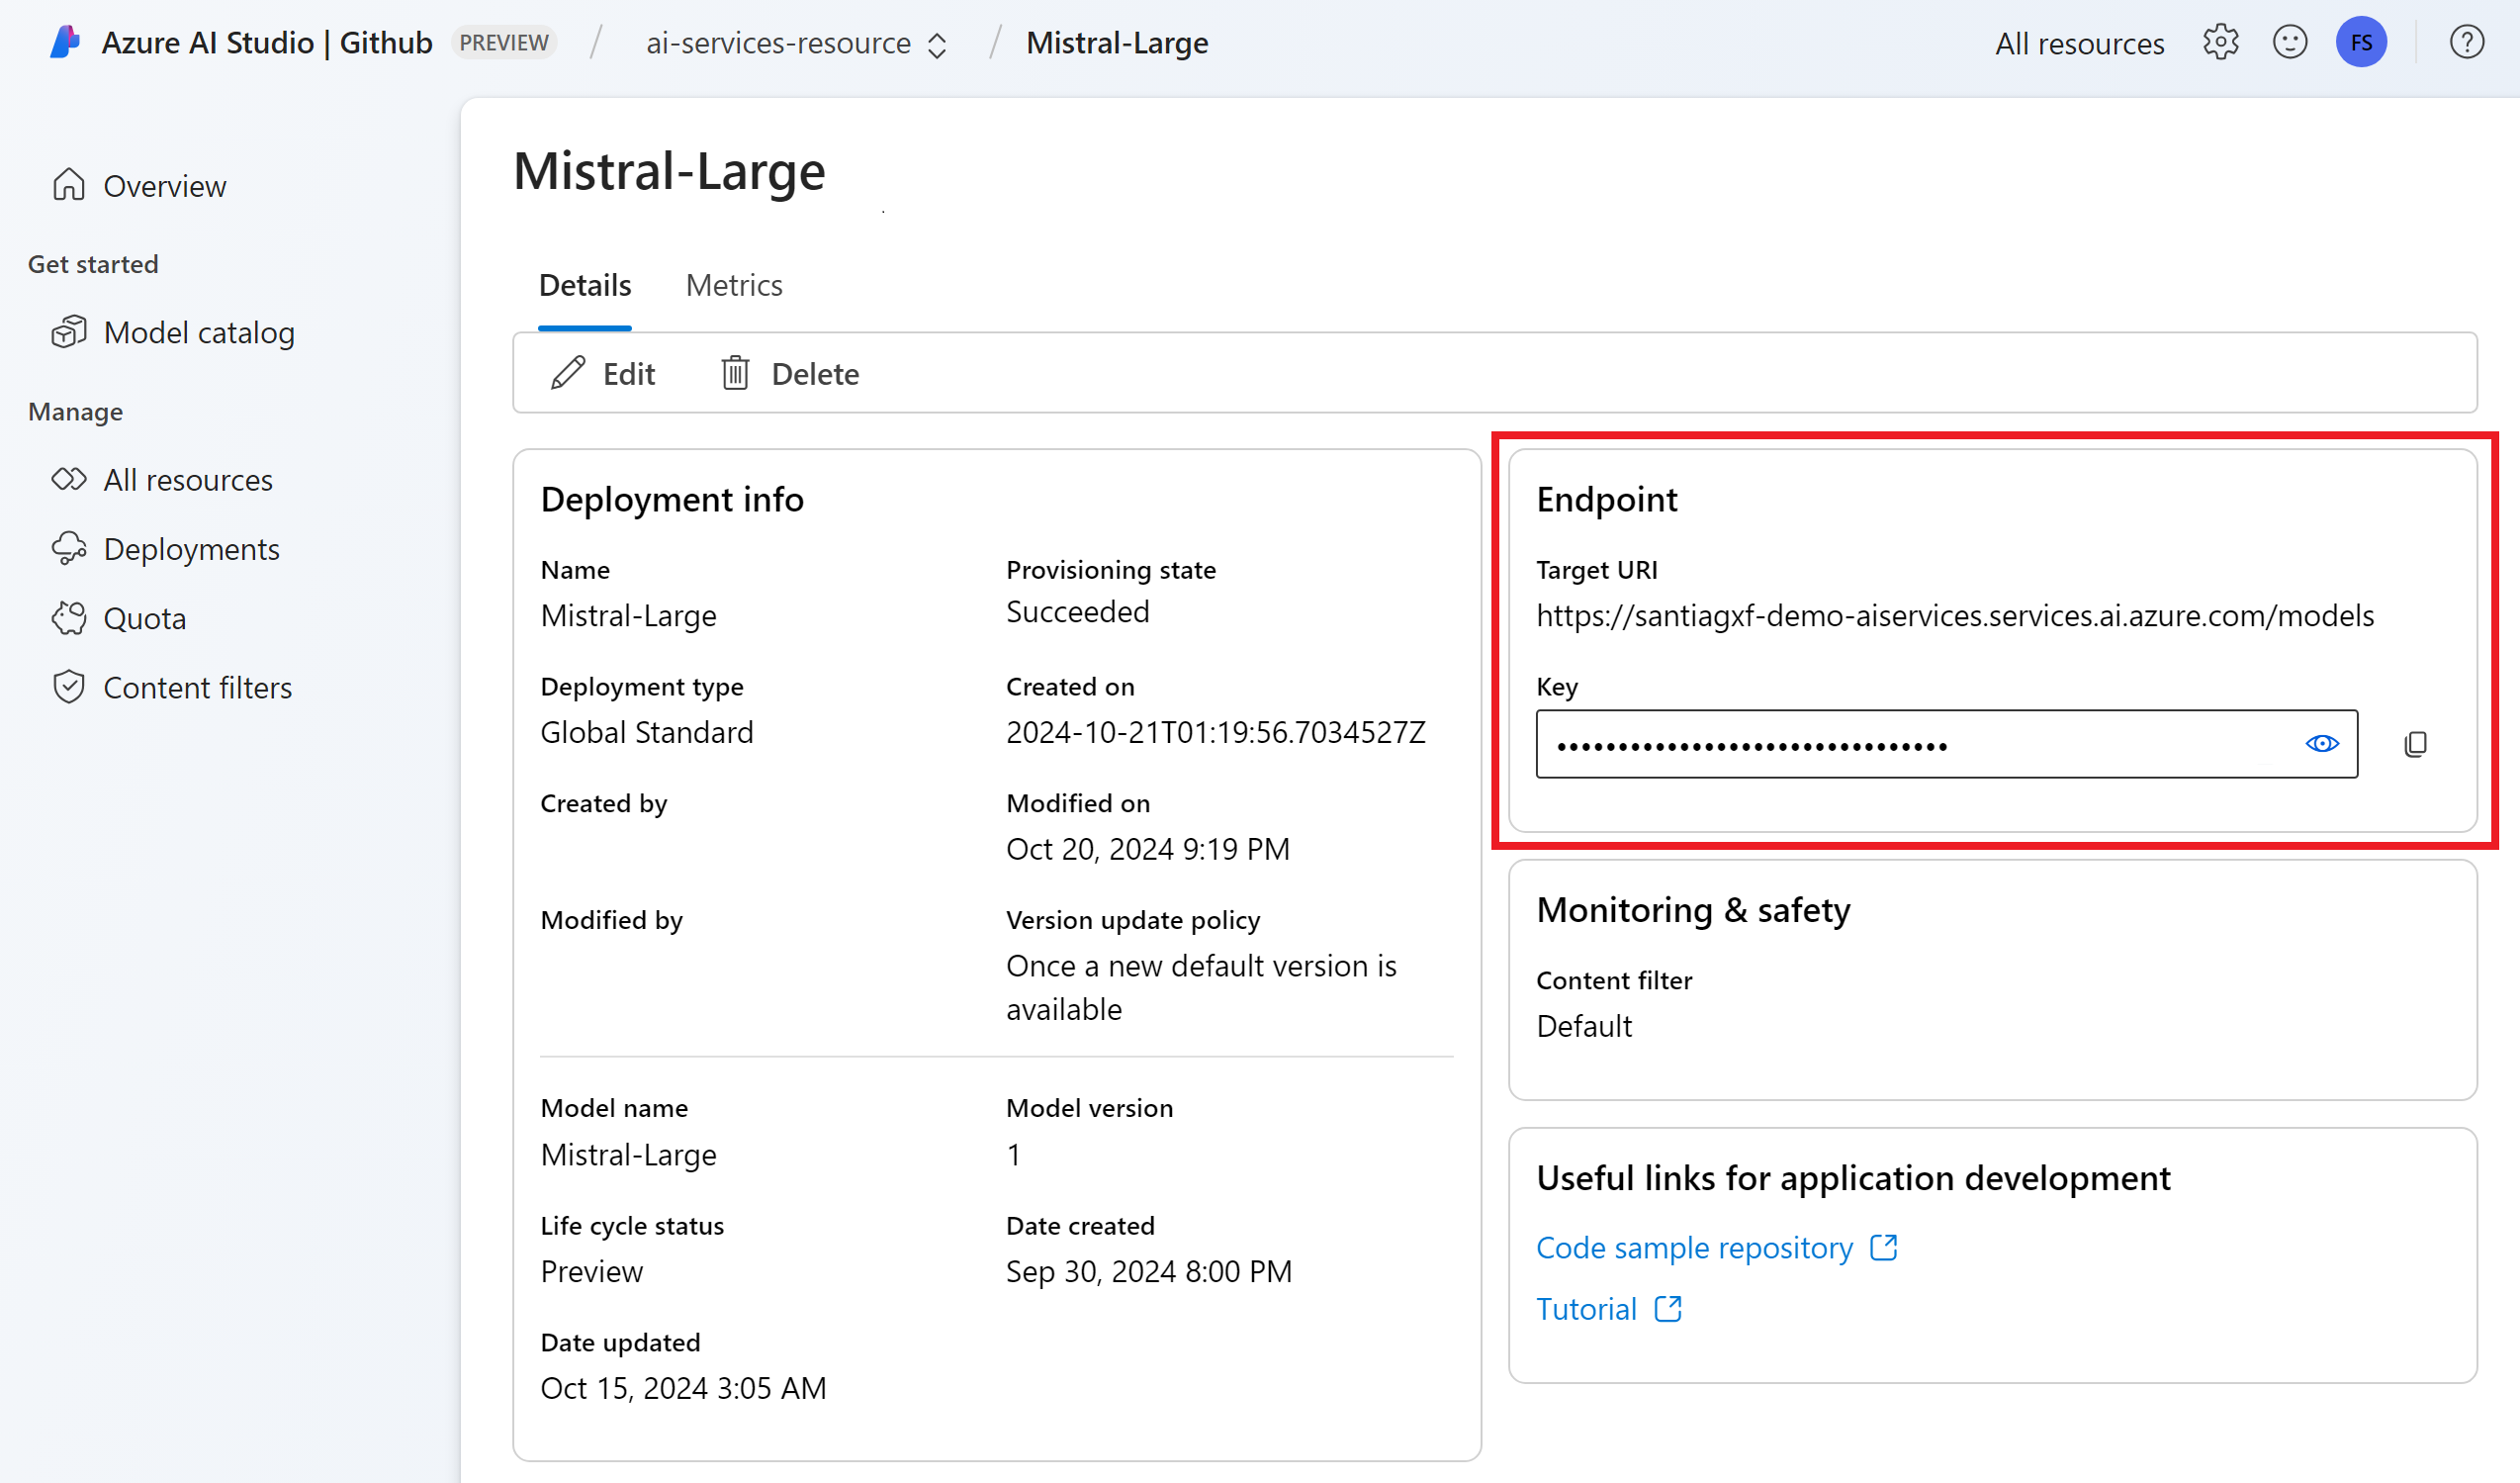 Azure AI Studio | Github PREVIEW / ai-services-resource / Mistral-Large All resources FS
Overview
Get started
Model catalog
Manage
All resources
Deployments
Quota
Content filters
Mistral-Large
Details Metrics
Edit Delete
Deployment info
Name
Mistral-Large
Provisioning state
Succeeded
Deployment type
Global Standard
Created on
2024-10-21T01:19:56.7034527Z
Created by
Modified on
Oct 20, 2024 9:19 PM
Modified by
Version update policy
Once a new default version is
available
Model name
Mistral-Large
Model version
1
Life cycle status
Preview
Date created
Sep 30, 2024 8:00 PM
Date updated
Oct 15, 2024 3:05 AM
Endpoint
Target URI
https://santiagxf-demo-aiservices.services.ai.azure.com/models
Key
••••••••••••••••••••••••••••••••
Monitoring & safety
Content filter
Default
Useful links for application development
Code sample repository
Tutorial